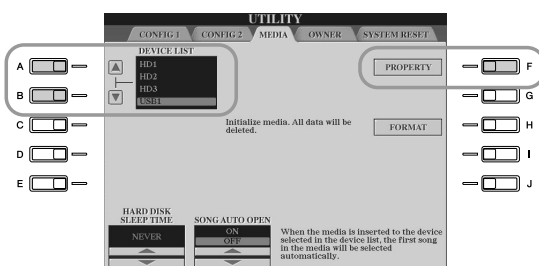 UTILITY
CONFIG 1 CONFIG 2 MEDIA OWNER SYSTEM RESET
DEVICE LIST
A
HD1
PROPERTY
F
HD2
B
HD3
G
USB1
C
Initialize media. All data will be
deleted.
FORMAT
H
D
I
E
J
HARD DISK
SLEEP TIME
SONG AUTO OPEN
NEVER
ON
OFF
When the media is inserted to the device
selected in the device list, the first song
in the media will be selected
automatically.